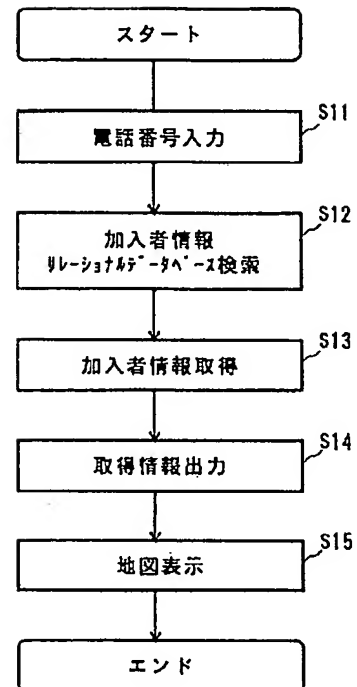 スタート
S11
電話番号入力
S12
加入者情報
リレーショナルデータベース検索
S13
加入者情報取得
S14
取得情報出力
S15
地図表示
エンド